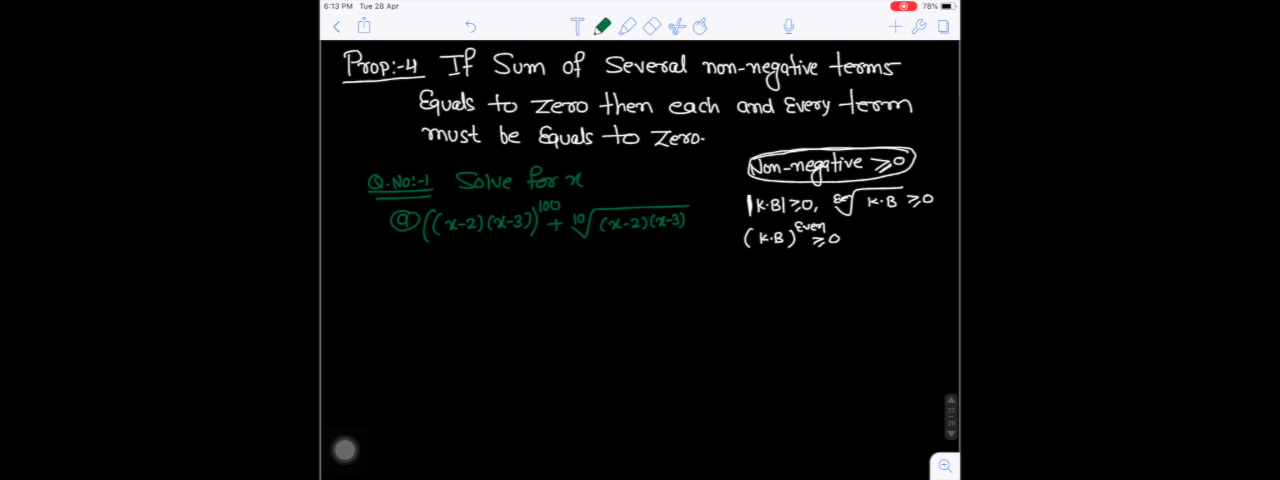 6:13 PM Tue 28 Apr 78%
Prop:-4 If Sum of Several non-negative terms
Equals to Zero then each and Every term
must be Equals to Zero.
Non-negative ≥0
Q.No:-1 Solve for x
|K.B| ≥0, Even√K.B ≥0
(a) ((x-2)(x-3))^100 + 10√(x-2)(x-3)
(K.B)^Even ≥0